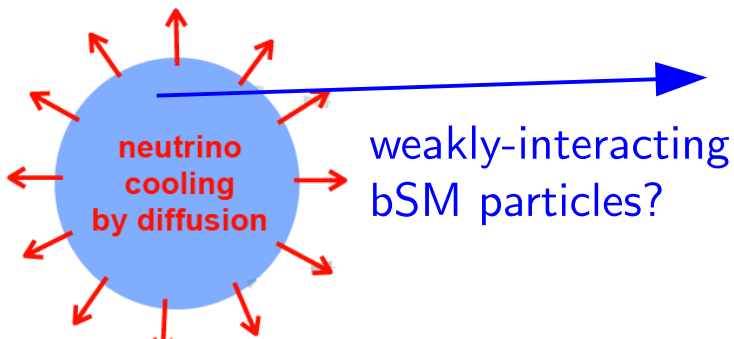 neutrino
cooling
by diffusion
weakly-interacting
bSM particles?